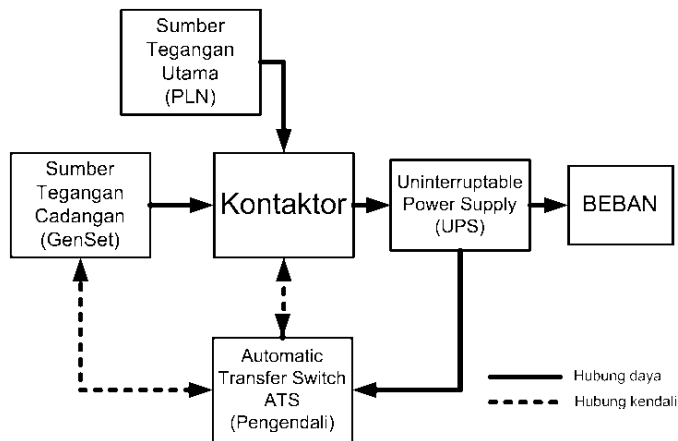 Sumber
Tegangan
Utama
(PLN)
Sumber
Tegangan
Cadangan
(GenSet)
Kontaktor
Uninterruptable
Power Supply
(UPS)
BEBAN
Automatic
Transfer Switch
ATS
(Pengendali)
Hubung daya
Hubung kendali